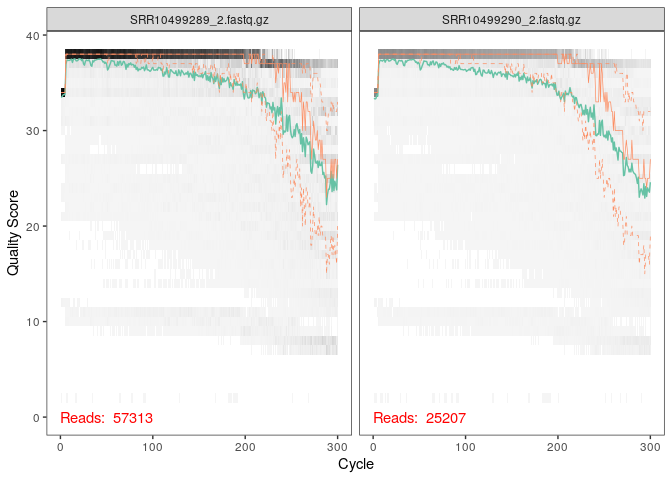 SRR10499289_2.fastq.gz
SRR10499290_2.fastq.gz
40
30
20
10
0
Quality Score
Reads: 57313
Reads: 25207
0 100 200 300
0 100 200 300
Cycle